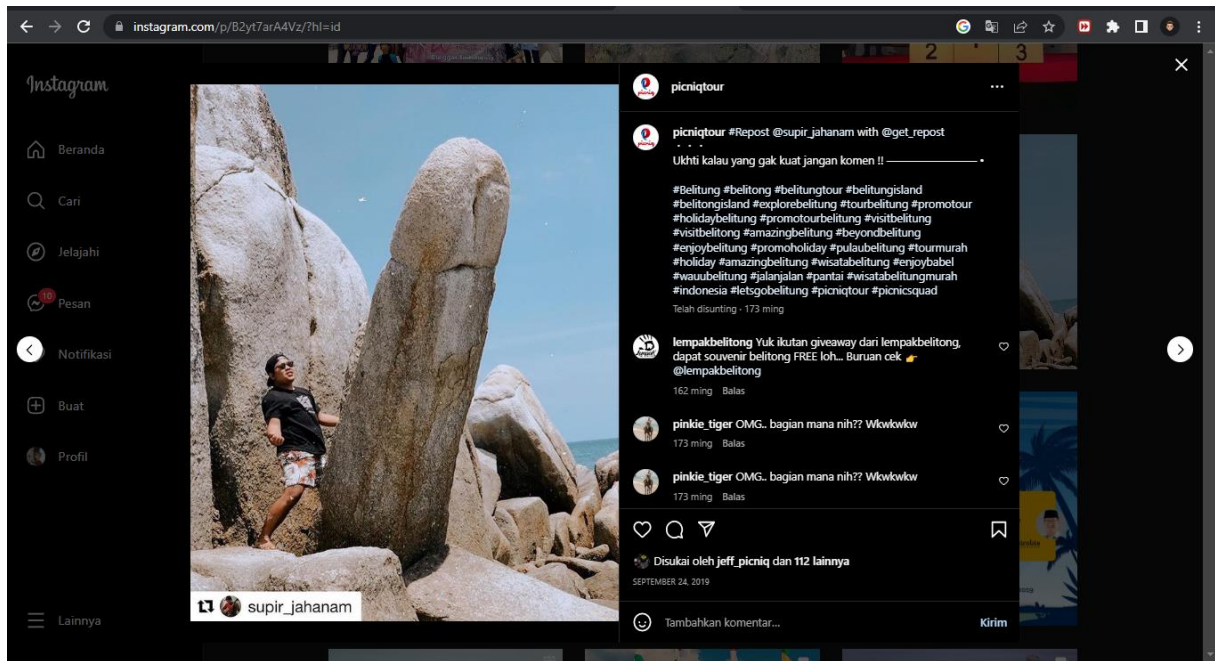 instagram.com/p/B2yt7arA4Vz/?hl=id
Instagram
Beranda
Cari
Jelajahi
10
Pesan
Notifikasi
Buat
Profil
Lainnya
2
3
supir_jahanam
picniqtour
picniqtour #Repost @supir_jahanam with @get_repost
・・・
Ukhti kalau yang gak kuat jangan komen !! —————————•
#Belitung #belitong #belitungtour #belitungisland
#belitongisland #explorebelitung #tourbelitung #promotour
#holidaybelitung #promotourbelitung #visitbelitung
#visitbelitong #amazingbelitung #beyondbelitung
#enjoybelitung #promoholiday #pulaubelitung #tourmurah
#holiday #amazingbelitung #wisatabelitung #enjoybabel
#wauubelitung #jalanjalan #pantai #wisatabelitungmurah
#indonesia #letsgobelitung #picniqtour #picnicsquad
Telah disunting · 173 ming
lempakbelitong Yuk ikutan giveaway dari lempakbelitong,
dapat souvenir belitong FREE loh... Buruan cek 👉
@lempakbelitong
162 ming Balas
pinkie_tiger OMG.. bagian mana nih?? Wkwkwkw
173 ming Balas
pinkie_tiger OMG.. bagian mana nih?? Wkwkwkw
173 ming Balas
Disukai oleh jeff_picniq dan 112 lainnya
SEPTEMBER 24, 2019
Tambahkan komentar...
Kirim